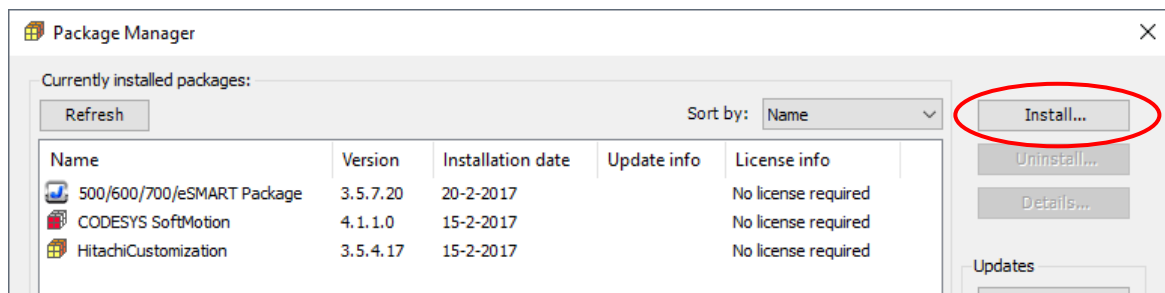 Package Manager
Currently installed packages:
Refresh
Sort by: Name
Install...
Name Version Installation date Update info License info
Uninstall...
500/600/700/eSMART Package 3.5.7.20 20-2-2017 No license required
Details...
CODESYS SoftMotion 4.1.1.0 15-2-2017 No license required
HitachiCustomization 3.5.4.17 15-2-2017 No license required
Updates